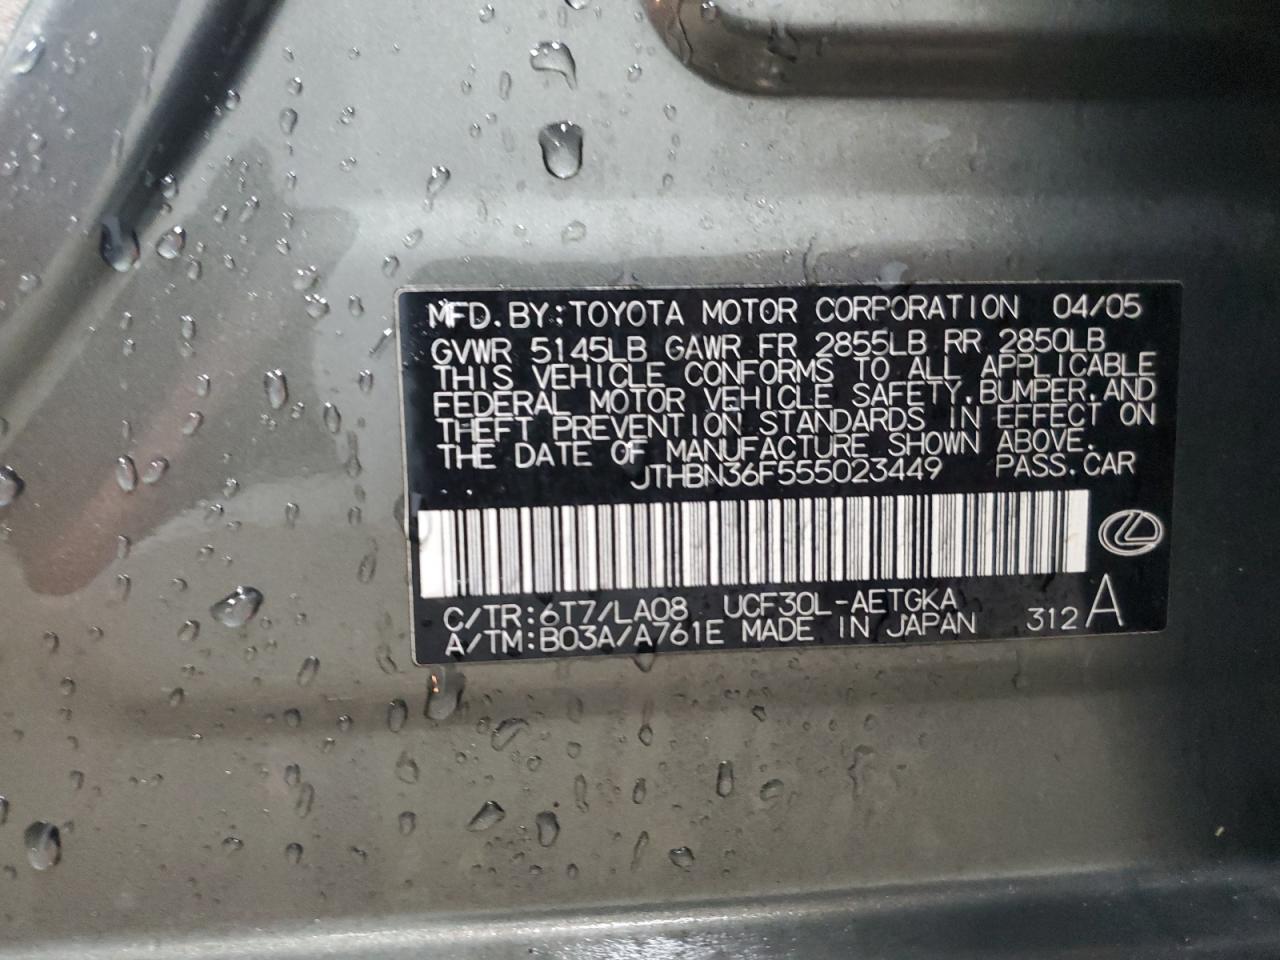 MFD. BY: TOYOTA MOTOR CORPORATION 04/05
GVWR 5145LB GAWR FR 2855LB RR 2850LB
THIS VEHICLE CONFORMS TO ALL APPLICABLE
FEDERAL MOTOR VEHICLE SAFETY, BUMPER, AND
THEFT PREVENTION STANDARDS IN EFFECT ON
THE DATE OF MANUFACTURE SHOWN ABOVE.
JTHBN36F555023449 PASS. CAR
C/TR: 6T7/LA08 UCF30L-AETGKA
A/TM: B03A/A761E MADE IN JAPAN 312 A